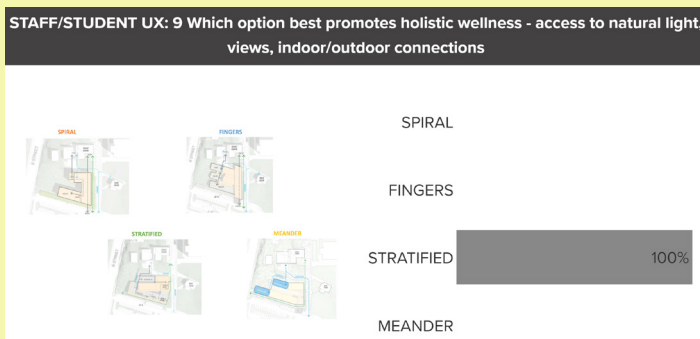 STAFF/STUDENT UX: 9 Which option best promotes holistic wellness - access to natural light,
views, indoor/outdoor connections
SPIRAL
FINGERS
STRATIFIED
MEANDER
SPIRAL
FINGERS
STRATIFIED 100%
MEANDER